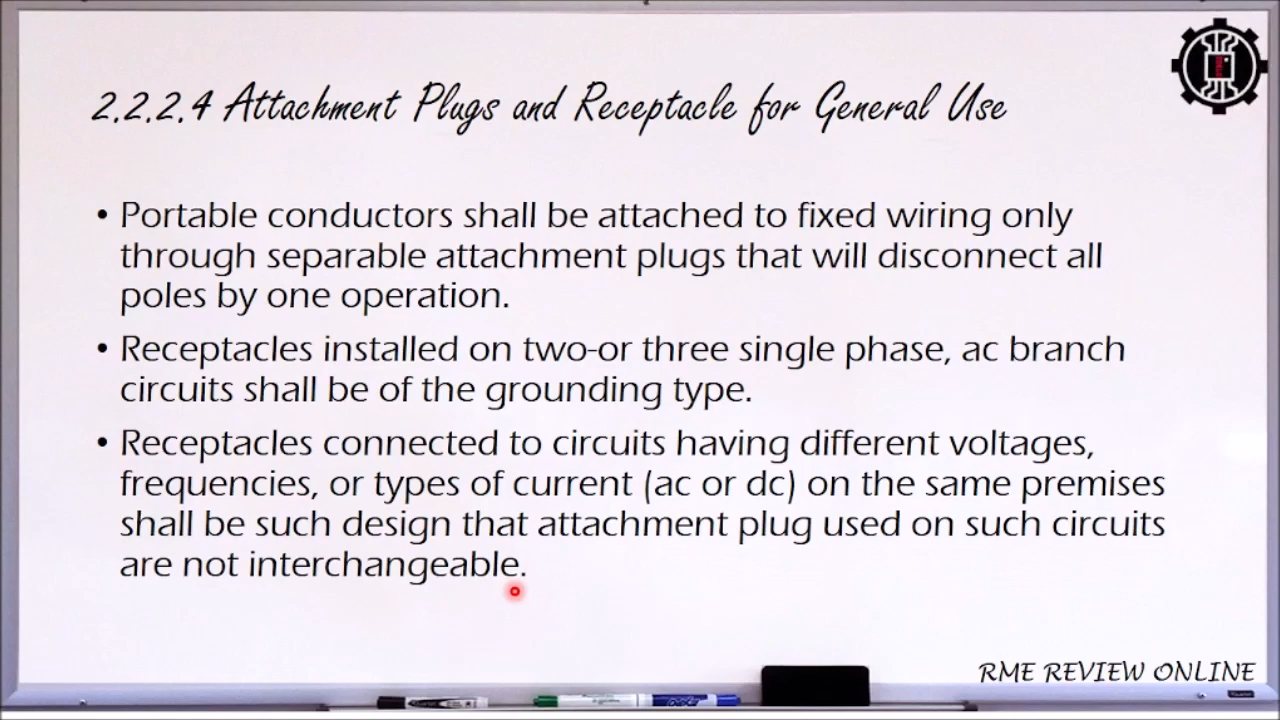 2.2.2.4 Attachment Plugs and Receptacle for General Use
• Portable conductors shall be attached to fixed wiring only
through separable attachment plugs that will disconnect all
poles by one operation.
• Receptacles installed on two-or three single phase, ac branch
circuits shall be of the grounding type.
• Receptacles connected to circuits having different voltages,
frequencies, or types of current (ac or dc) on the same premises
shall be such design that attachment plug used on such circuits
are not interchangeable.
RME REVIEW ONLINE